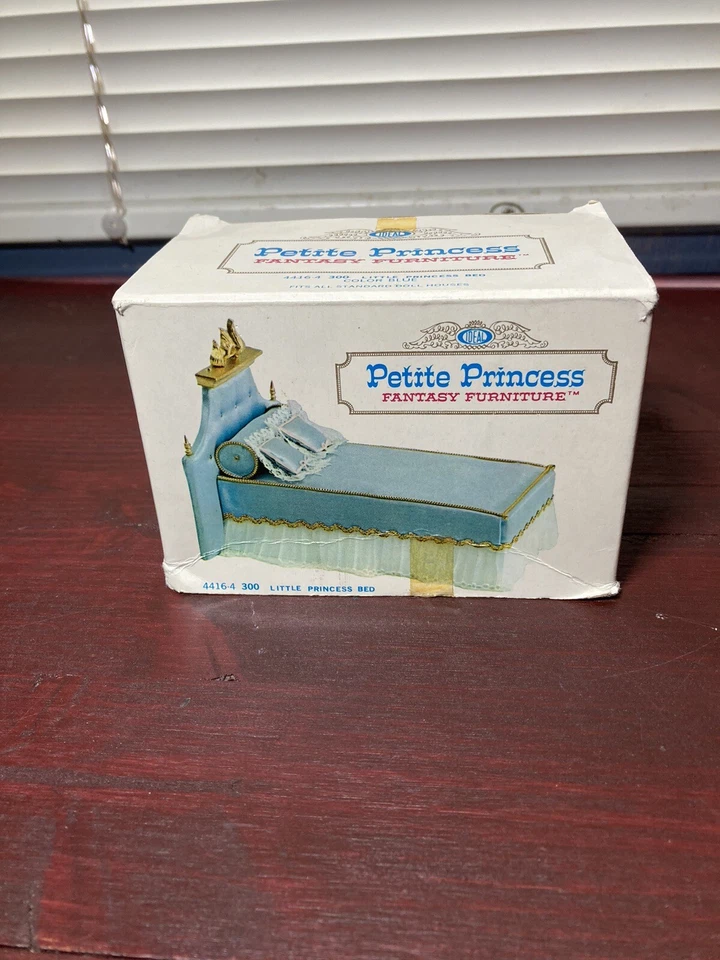 IDEAL
Petite Princess
FANTASY FURNITURE™
4416-4 300 LITTLE PRINCESS BED
COLOR BLUE
FITS ALL STANDARD DOLL HOUSES
IDEAL
Petite Princess
FANTASY FURNITURE™
4416-4 300 LITTLE PRINCESS BED